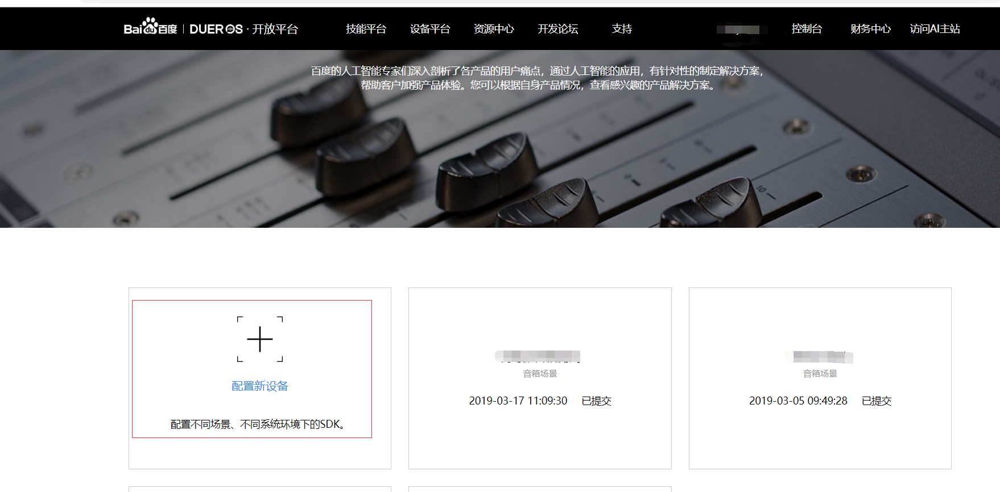 Bai du 百度 | DUER OS · 开放平台 技能平台 设备平台 资源中心 开发论坛 支持 控制台 财务中心 访问AI主站
百度的人工智能专家们深入剖析了各产品的用户痛点，通过人工智能的应用，有针对性的制定解决方案，
帮助客户加强产品体验。您可以根据自身产品情况，查看感兴趣的产品解决方案。
10
配置新设备
配置不同场景、不同系统环境下的SDK。
音箱场景
2019-03-17 11:09:30 已提交
音箱场景
2019-03-05 09:49:28 已提交